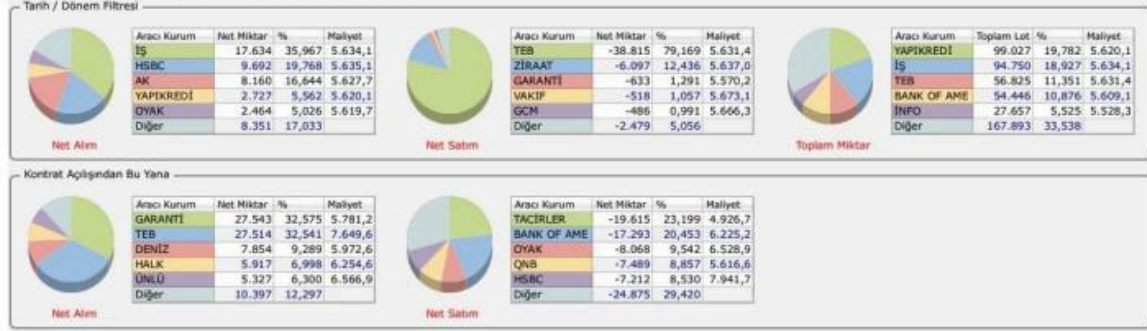 Tarih / Dönem Filtresi
Aracı Kurum Net Miktar % Maliyet
İŞ 17.634 35,967 5.634,1
HSBC 9.692 19,768 5.635,1
AK 8.160 16,644 5.627,7
YAPIKREDİ 2.727 5,562 5.620,1
OYAK 2.464 5,026 5.619,7
Diğer 8.351 17,033
Net Alım
Aracı Kurum Net Miktar % Maliyet
TEB -38.815 79,169 5.631,4
ZİRAAT -6.097 12,436 5.637,0
GARANTİ -633 1,291 5.570,2
VAKIF -518 1,057 5.673,1
GCM -486 0,991 5.666,3
Diğer -2.479 5,056
Net Satım
Aracı Kurum Toplam Lot % Maliyet
YAPIKREDİ 99.027 19,782 5.620,1
İŞ 94.750 18,927 5.634,1
TEB 56.825 11,351 5.631,4
BANK OF AME 54.446 10,876 5.609,1
İNFO 27.657 5,525 5.528,3
Diğer 167.893 33,538
Toplam Miktar
Kontrat Açılışından Bu Yana
Aracı Kurum Net Miktar % Maliyet
GARANTİ 27.543 32,575 5.781,2
TEB 27.514 32,541 7.649,6
DENİZ 7.854 9,289 5.972,6
HALK 5.917 6,998 6.254,6
ÜNLÜ 5.327 6,300 6.566,9
Diğer 10.397 12,297
Net Alım
Aracı Kurum Net Miktar % Maliyet
TACİRLER -19.615 23,199 4.926,7
BANK OF AME -17.293 20,453 6.225,2
OYAK -8.068 9,542 6.528,9
QNB -7.489 8,857 5.616,6
HSBC -7.212 8,530 7.941,7
Diğer -24.875 29,420
Net Satım